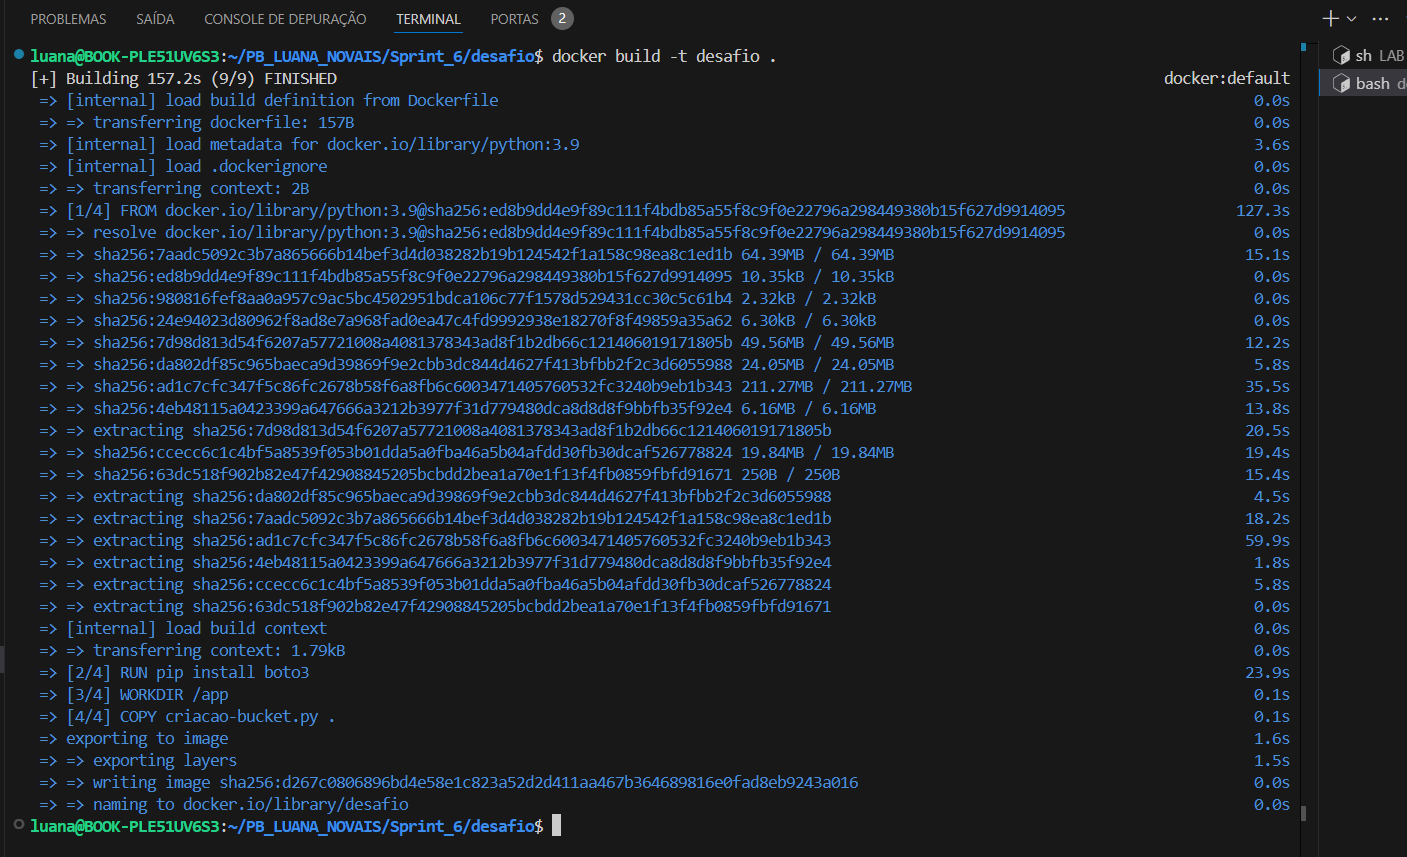 PROBLEMAS SAÍDA CONSOLE DE DEPURAÇÃO TERMINAL PORTAS 2
sh LAB
bash de
luana@BOOK-PLE51UV6S3:~/PB_LUANA_NOVAIS/Sprint_6/desafio$ docker build -t desafio .
[+] Building 157.2s (9/9) FINISHED docker:default
=> [internal] load build definition from Dockerfile 0.0s
=> => transferring dockerfile: 157B 0.0s
=> [internal] load metadata for docker.io/library/python:3.9 3.6s
=> [internal] load .dockerignore 0.0s
=> => transferring context: 2B 0.0s
=> [1/4] FROM docker.io/library/python:3.9@sha256:ed8b9dd4e9f89c111f4bdb85a55f8c9f0e22796a298449380b15f627d9914095 127.3s
=> => resolve docker.io/library/python:3.9@sha256:ed8b9dd4e9f89c111f4bdb85a55f8c9f0e22796a298449380b15f627d9914095 0.0s
=> => sha256:7aadc5092c3b7a865666b14bef3d4d038282b19b124542f1a158c98ea8c1ed1b 64.39MB / 64.39MB 15.1s
=> => sha256:ed8b9dd4e9f89c111f4bdb85a55f8c9f0e22796a298449380b15f627d9914095 10.35kB / 10.35kB 0.0s
=> => sha256:980816fef8aa0a957c9ac5bc4502951bdca106c77f1578d529431cc30c5c61b4 2.32kB / 2.32kB 0.0s
=> => sha256:24e94023d80962f8ad8e7a968fad0ea47c4fd9992938e18270f8f49859a35a62 6.30kB / 6.30kB 0.0s
=> => sha256:7d98d813d54f6207a57721008a4081378343ad8f1b2db66c121406019171805b 49.56MB / 49.56MB 12.2s
=> => sha256:da802df85c965baeca9d39869f9e2cbb3dc844d4627f413bfbb2f2c3d6055988 24.05MB / 24.05MB 5.8s
=> => sha256:ad1c7cfc347f5c86fc2678b58f6a8fb6c6003471405760532fc3240b9eb1b343 211.27MB / 211.27MB 35.5s
=> => sha256:4eb48115a0423399a647666a3212b3977f31d779480dca8d8d8f9bbfb35f92e4 6.16MB / 6.16MB 13.8s
=> => extracting sha256:7d98d813d54f6207a57721008a4081378343ad8f1b2db66c121406019171805b 20.5s
=> => sha256:ccecc6c1c4bf5a8539f053b01dda5a0fba46a5b04afdd30fb30dcaf526778824 19.84MB / 19.84MB 19.4s
=> => sha256:63dc518f902b82e47f42908845205bcbdd2bea1a70e1f13f4fb0859fbfd91671 250B / 250B 15.4s
=> => extracting sha256:da802df85c965baeca9d39869f9e2cbb3dc844d4627f413bfbb2f2c3d6055988 4.5s
=> => extracting sha256:7aadc5092c3b7a865666b14bef3d4d038282b19b124542f1a158c98ea8c1ed1b 18.2s
=> => extracting sha256:ad1c7cfc347f5c86fc2678b58f6a8fb6c6003471405760532fc3240b9eb1b343 59.9s
=> => extracting sha256:4eb48115a0423399a647666a3212b3977f31d779480dca8d8d8f9bbfb35f92e4 1.8s
=> => extracting sha256:ccecc6c1c4bf5a8539f053b01dda5a0fba46a5b04afdd30fb30dcaf526778824 5.8s
=> => extracting sha256:63dc518f902b82e47f42908845205bcbdd2bea1a70e1f13f4fb0859fbfd91671 0.0s
=> [internal] load build context 0.0s
=> => transferring context: 1.79kB 0.0s
=> [2/4] RUN pip install boto3 23.9s
=> [3/4] WORKDIR /app 0.1s
=> [4/4] COPY criacao-bucket.py . 0.1s
=> exporting to image 1.6s
=> => exporting layers 1.5s
=> => writing image sha256:d267c0806896bd4e58e1c823a52d2d411aa467b364689816e0fad8eb9243a016 0.0s
=> => naming to docker.io/library/desafio 0.0s
luana@BOOK-PLE51UV6S3:~/PB_LUANA_NOVAIS/Sprint_6/desafio$